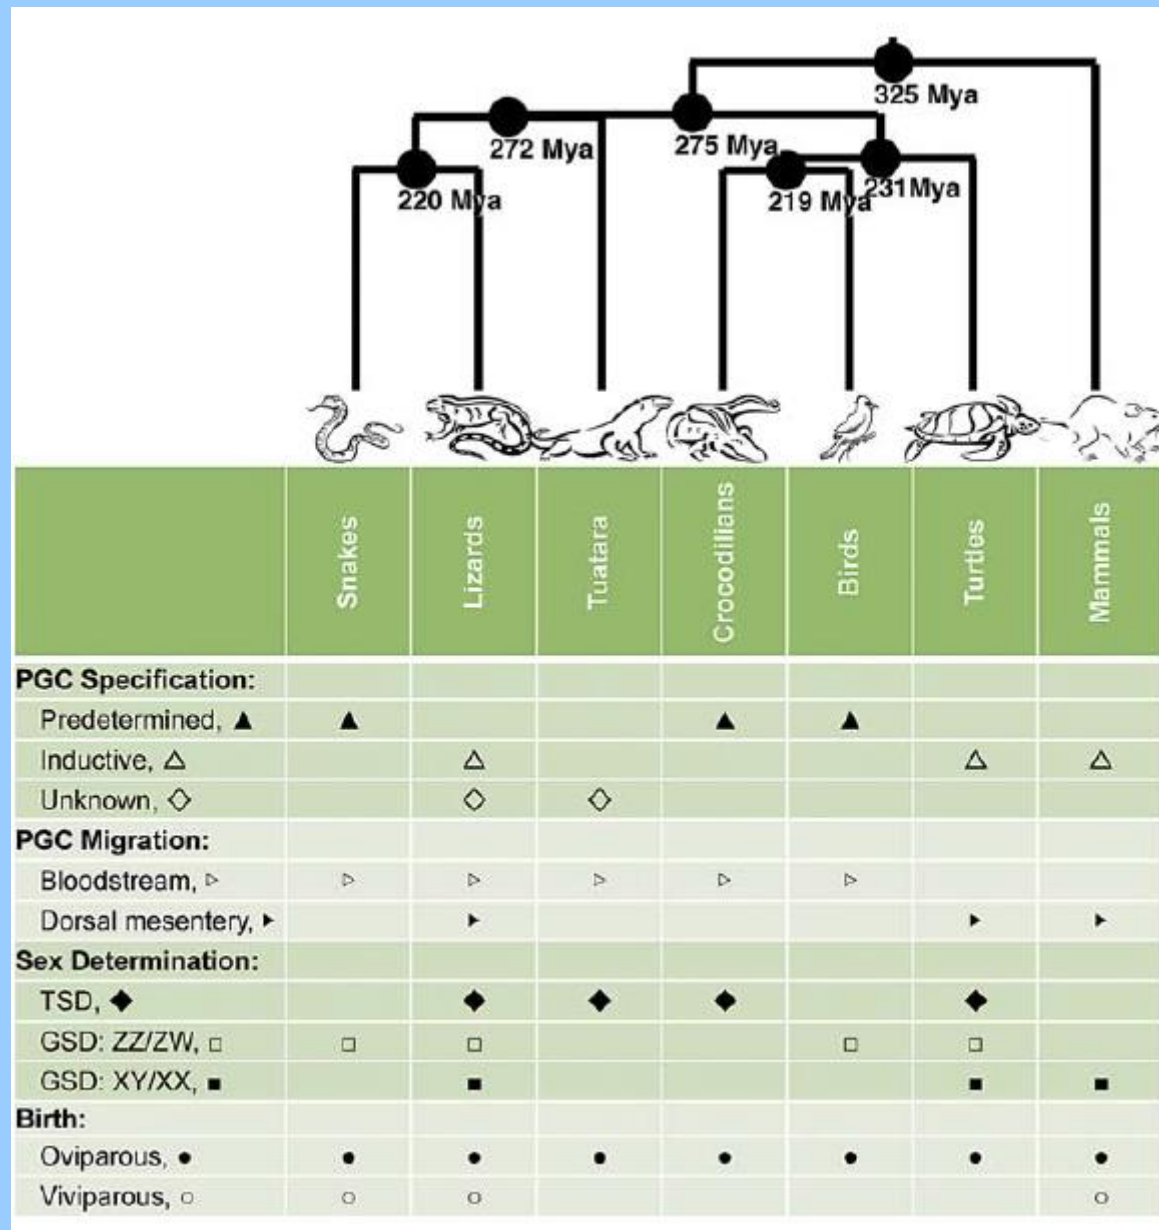 325 Mya
272 Mya
275 Mya
220 Mya
219 Mya
231Mya
Snakes
Lizards
Tuatara
Crocodilians
Birds
Turtles
Mammals
PGC Specification:
Predetermined, ▲ ▲ ▲ ▲
Inductive, △ △ △ △
Unknown, ◇ ◇ ◇
PGC Migration:
Bloodstream, ▷ ▷ ▷ ▷ ▷ ▷
Dorsal mesentery, ▶ ▶ ▶ ▶
Sex Determination:
TSD, ◆ ◆ ◆ ◆ ◆
GSD: ZZ/ZW, □ □ □ □ □
GSD: XY/XX, ■ ■ ■ ■
Birth:
Oviparous, ● ● ● ● ● ● ● ●
Viviparous, ○ ○ ○ ○